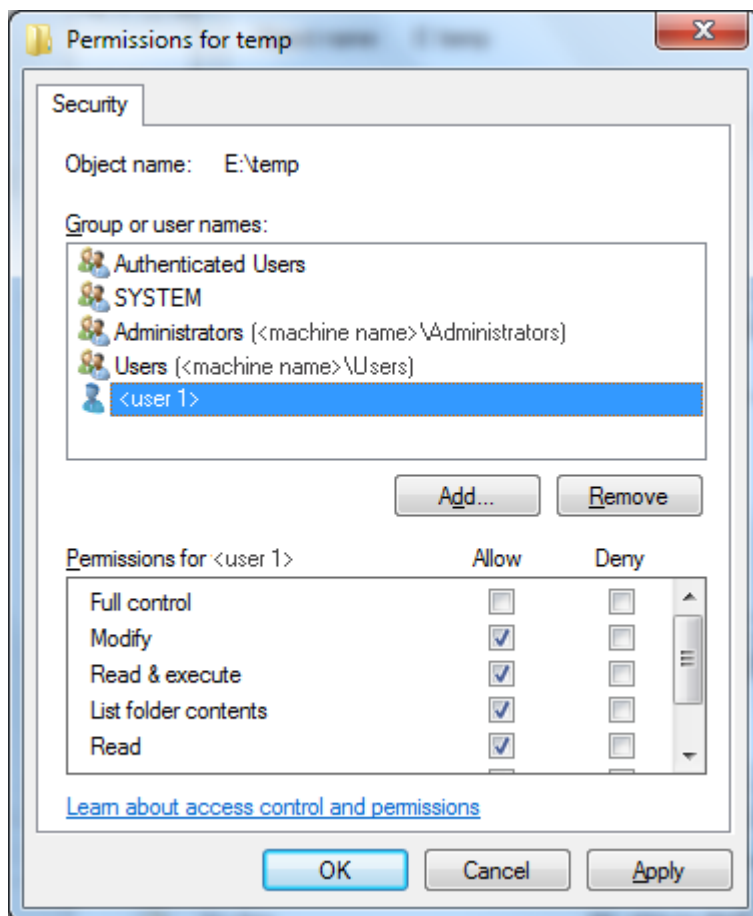 Permissions for temp
Security
Object name: E:\temp
Group or user names:
Authenticated Users
SYSTEM
Administrators (<machine name>\Administrators)
Users (<machine name>\Users)
<user 1>
Add... Remove
Permissions for <user 1> Allow Deny
Full control
Modify
Read & execute
List folder contents
Read
Learn about access control and permissions
OK Cancel Apply